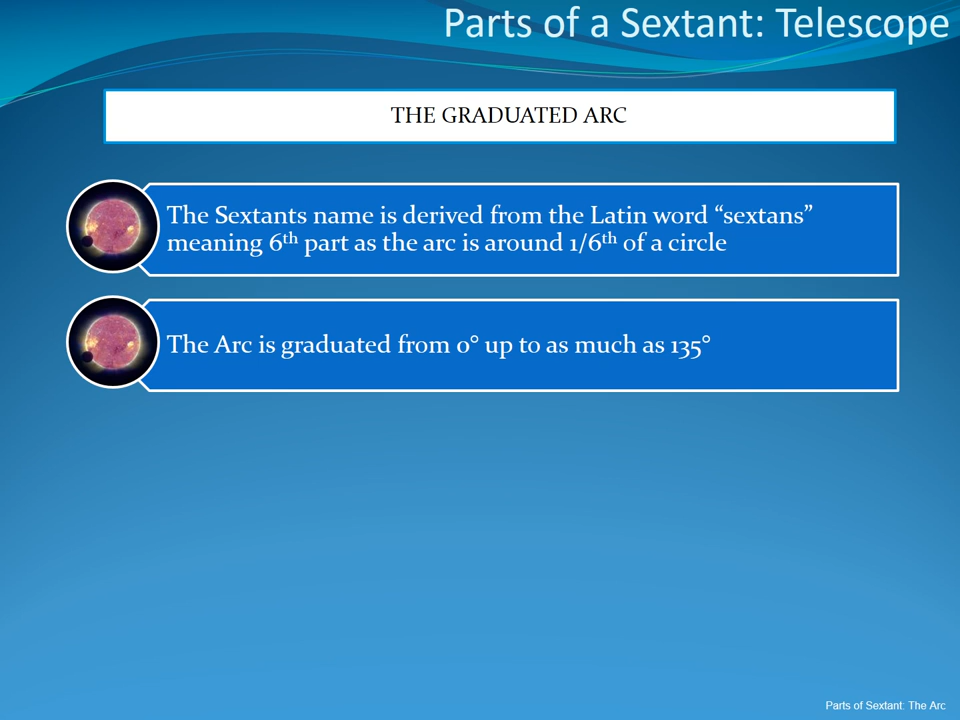 Parts of a Sextant: Telescope
THE GRADUATED ARC
The Sextants name is derived from the Latin word “sextans”
meaning 6th part as the arc is around 1/6th of a circle
The Arc is graduated from 0° up to as much as 135°
Parts of Sextant: The Arc